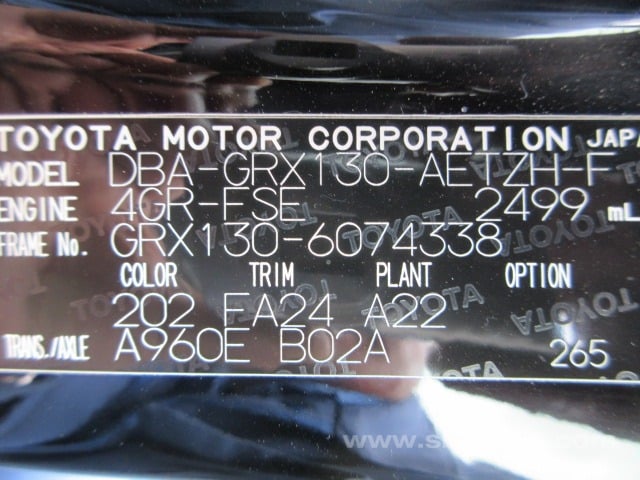 TOYOTA MOTOR CORPORATION JAPA
MODEL DBA-GRX130-AETZH-F
ENGINE 4GR-FSE 2499 mL
FRAME No. GRX130-6074338
COLOR TRIM PLANT OPTION
202 FA24 A22
TRANS./AXLE A960E B02A 265